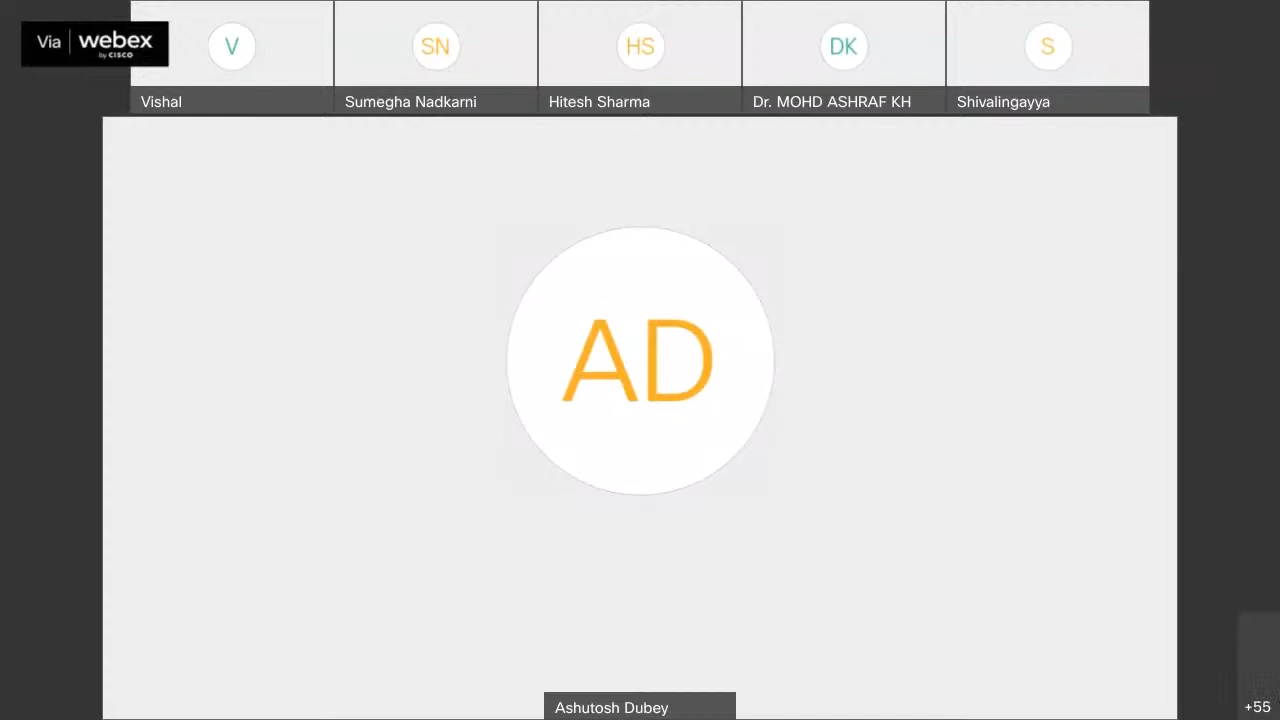 Via webex
by CISCO
V
SN
HS
DK
S
Vishal
Sumegha Nadkarni
Hitesh Sharma
Dr. MOHD ASHRAF KH
Shivalingayya
AD
Ashutosh Dubey
+55